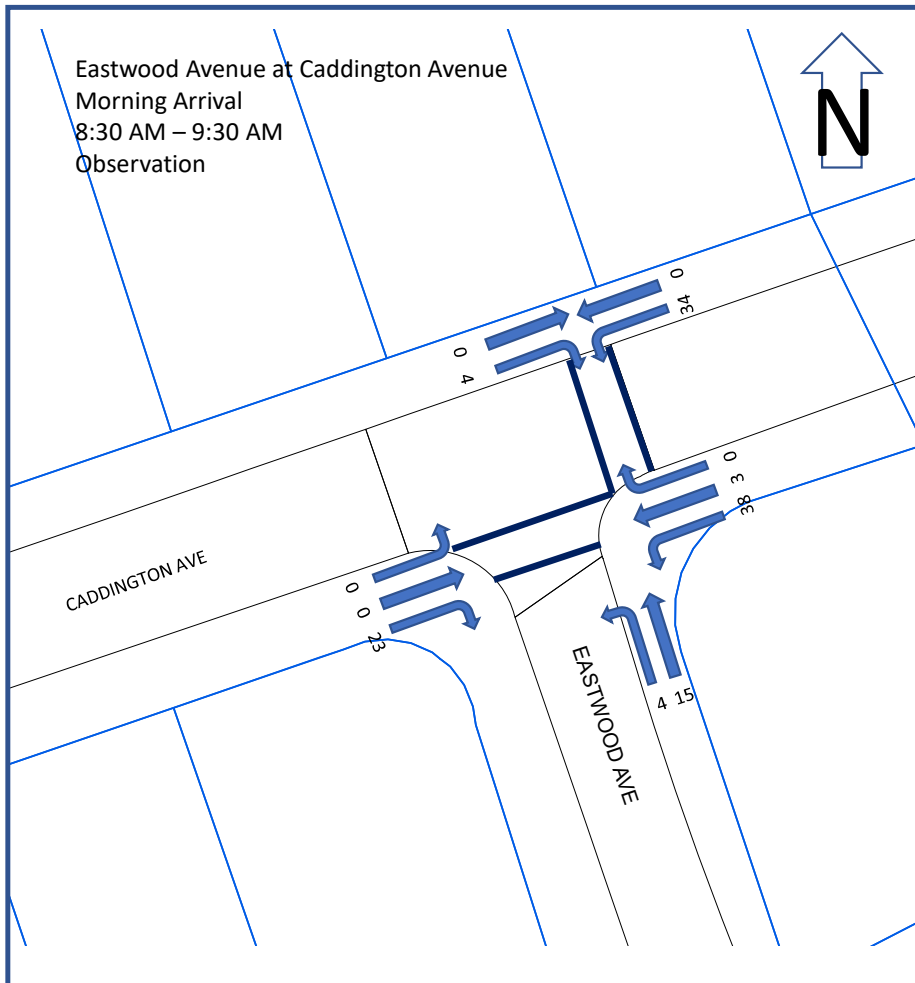 Eastwood Avenue at Caddington Avenue
Morning Arrival
8:30 AM – 9:30 AM
Observation
N
0
34
0
4
0
3
38
CADDINGTON AVE
0
0
23
EASTWOOD AVE
4 15